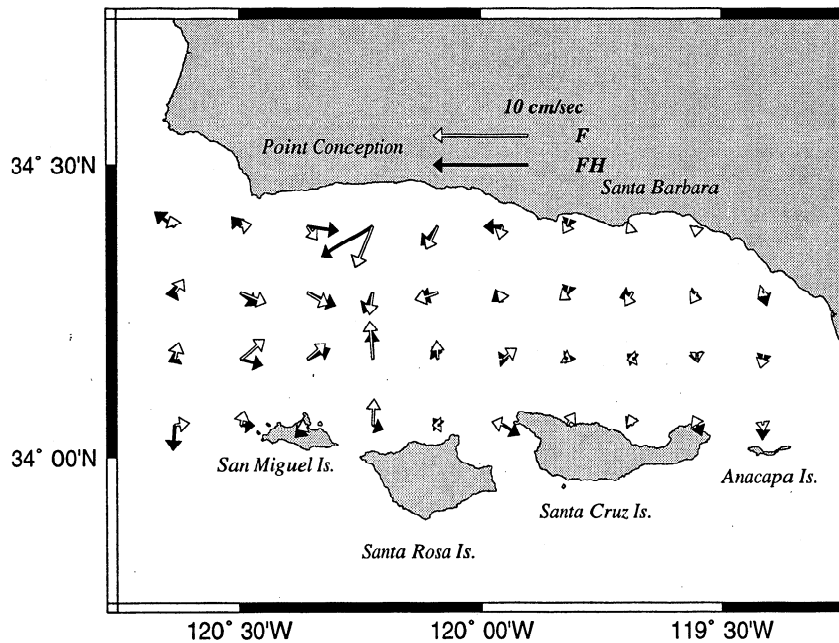 10 cm/sec
F
Point Conception
FH
34° 30'N
Santa Barbara
34° 00'N
San Miguel Is.
Anacapa Is.
Santa Cruz Is.
Santa Rosa Is.
120° 30'W
120° 00'W
119° 30'W